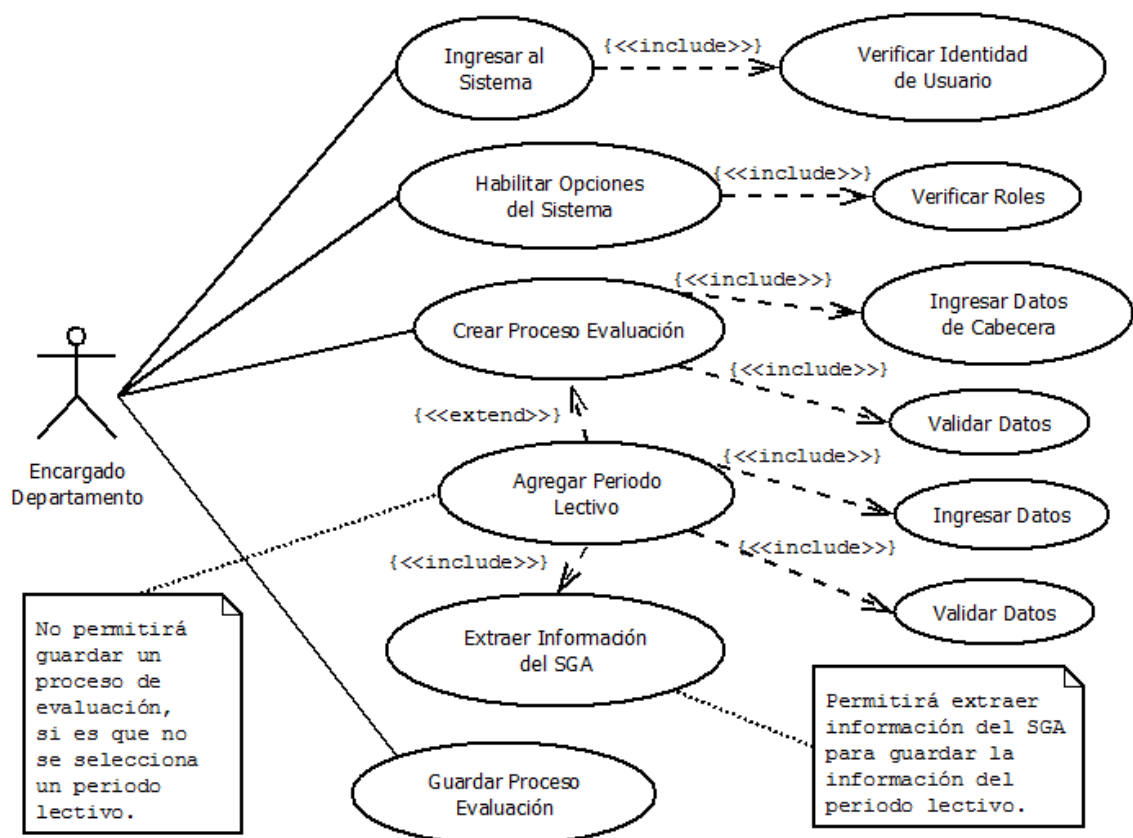 Ingresar al
Sistema
{<<include>>}
Verificar Identidad
de Usuario
Habilitar Opciones
del Sistema
{<<include>>}
Verificar Roles
Crear Proceso Evaluación
{<<include>>}
Ingresar Datos
de Cabecera
{<<include>>}
Validar Datos
{<<extend>>}
Encargado
Departamento
Agregar Periodo
Lectivo
{<<include>>}
Ingresar Datos
{<<include>>}
Validar Datos
{<<include>>}
Extraer Información
del SGA
No permitirá
guardar un
proceso de
evaluación,
si es que no
se selecciona
un periodo
lectivo.
Permitirá extraer
información del SGA
para guardar la
información del
periodo lectivo.
Guardar Proceso
Evaluación